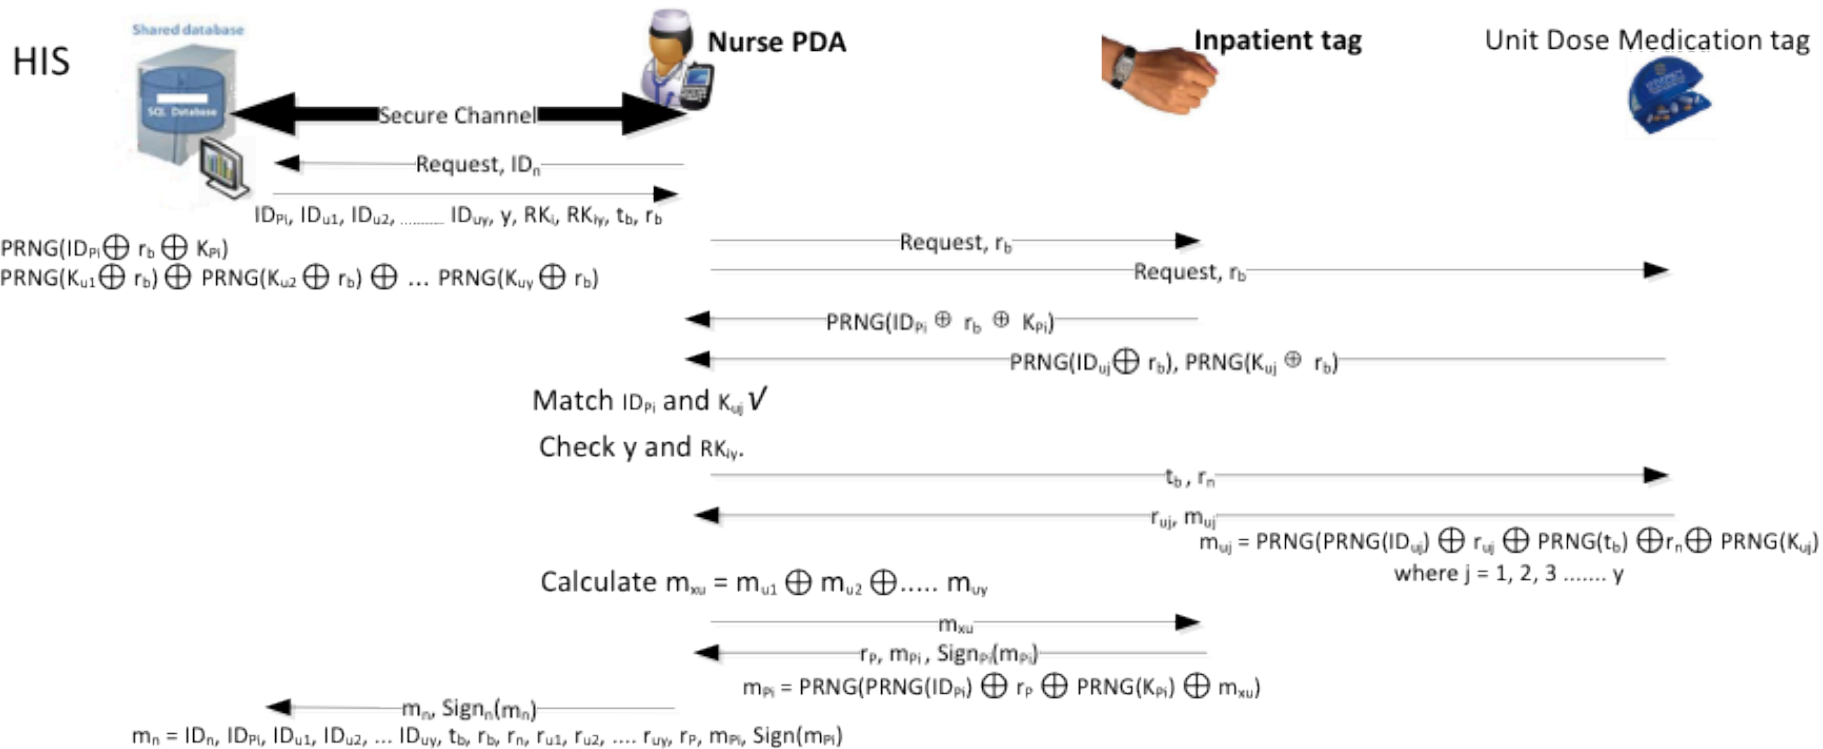 Shared database
HIS
Nurse PDA
Inpatient tag
Unit Dose Medication tag
SQL Database
Secure Channel
Request, IDn
IDPi, IDu1, IDu2, ......... IDuy, y, RKi, RKiy, tb, rb
PRNG(IDPi⊕ rb ⊕ KPi)
PRNG(Ku1⊕ rb) ⊕ PRNG(Ku2 ⊕ rb) ⊕ ... PRNG(Kuy ⊕ rb)
Request, rb
Request, rb
PRNG(IDPi ⊕ rb ⊕ KPi)
PRNG(IDuj⊕ rb), PRNG(Kuj ⊕ rb)
Match IDPi and Kuj √
Check y and RKiy.
tb , rn
ruj, muj
muj = PRNG(PRNG(IDuj) ⊕ ruj ⊕ PRNG(tb) ⊕rn⊕ PRNG(Kuj)
where j = 1, 2, 3 ....... y
Calculate mxu = mu1 ⊕ mu2 ⊕..... muy
mxu
rP, mPi , SignPi(mPi)
mPi = PRNG(PRNG(IDPi) ⊕ rP ⊕ PRNG(KPi) ⊕ mxu)
mn, Signn(mn)
mn = IDn, IDPi, IDu1, IDu2, ... IDuy, tb, rb, rn, ru1, ru2, .... ruy, rP, mPi, Sign(mPi)